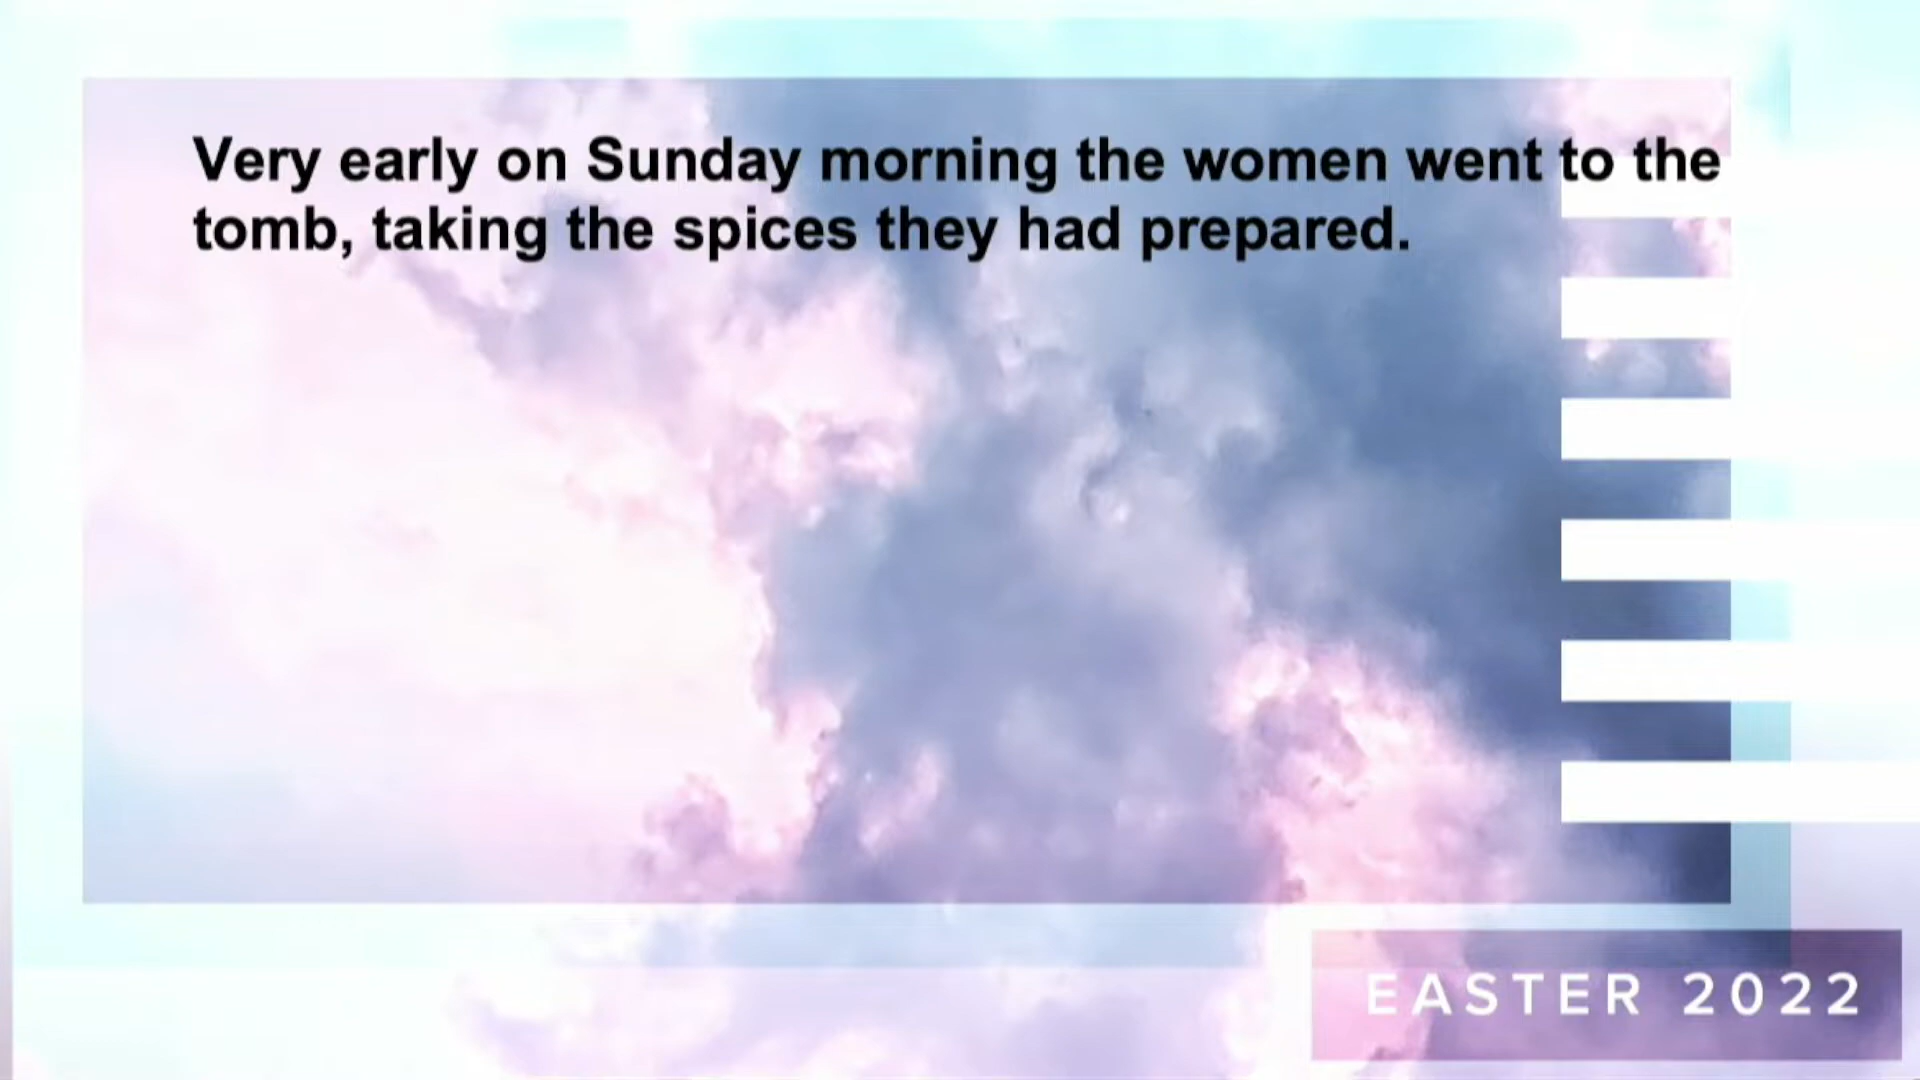 Very early on Sunday morning the women went to the
tomb, taking the spices they had prepared.
EASTER 2022